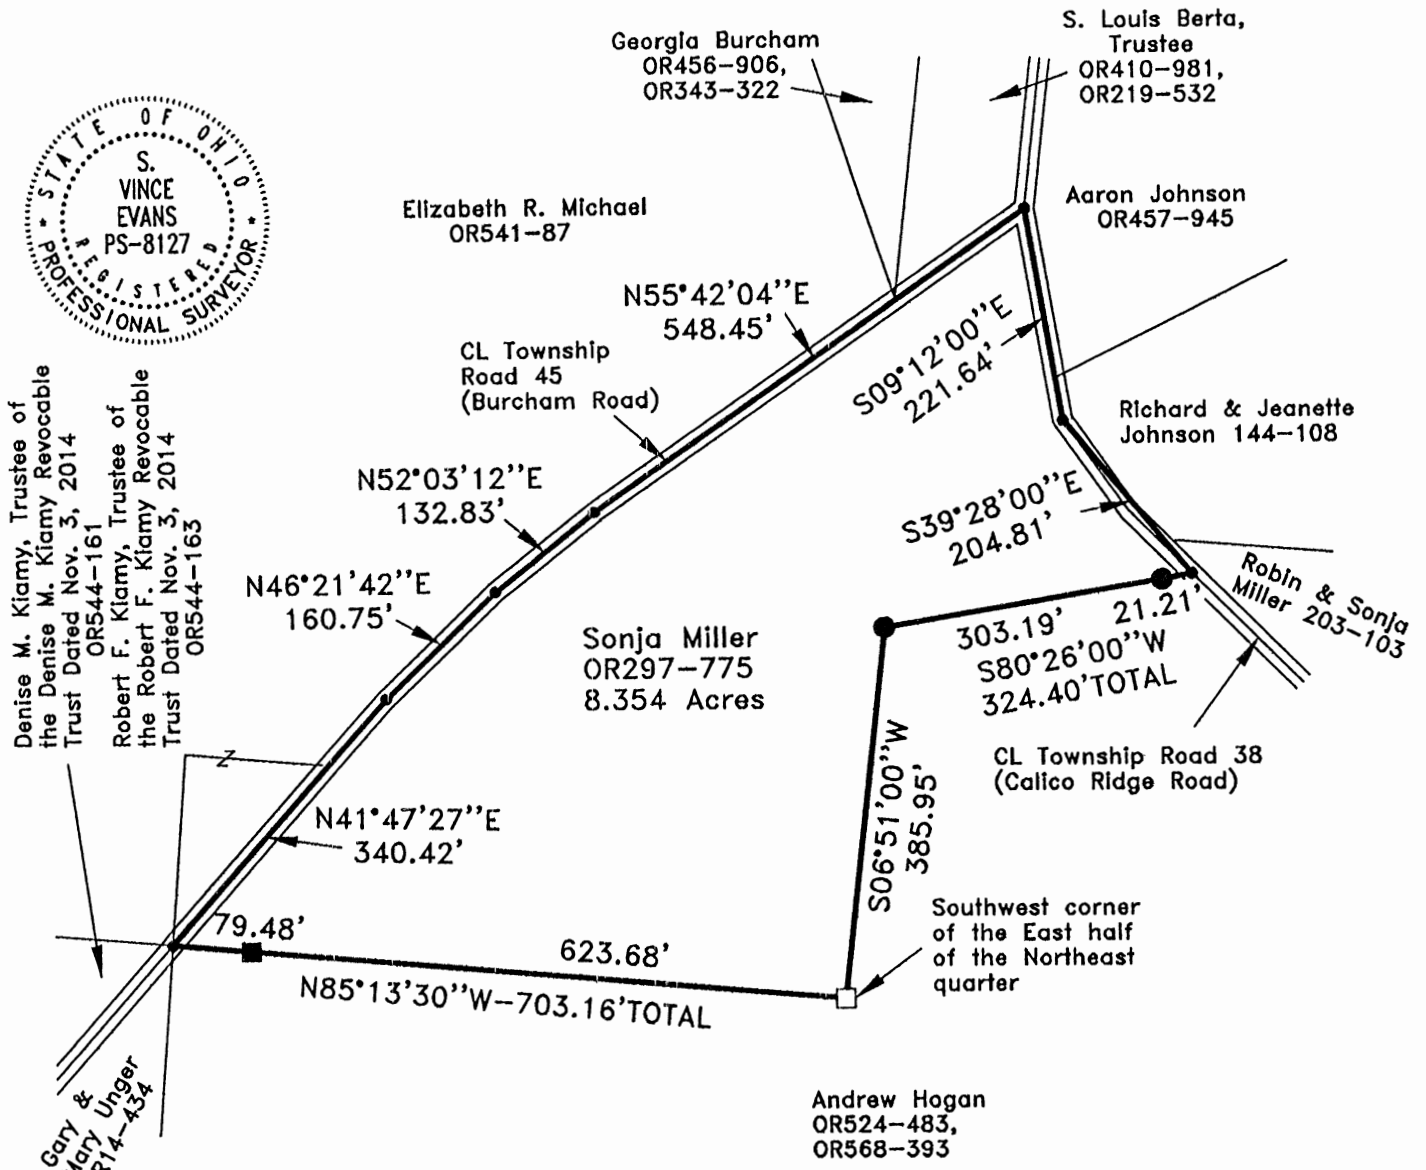 Georgia Burcham
OR456-906,
OR343-322
S. Louis Berta,
Trustee
OR410-981,
OR219-532
STATE OF OHIO
S.
VINCE
EVANS
PS-8127
REGISTERED
PROFESSIONAL SURVEYOR
Elizabeth R. Michael
OR541-87
Aaron Johnson
OR457-945
N55°42'04"E
548.45'
S09°12'00"E
221.64'
CL Township
Road 45
(Burcham Road)
Richard & Jeanette
Johnson 144-108
Denise M. Kiamy, Trustee of
the Denise M. Kiamy Revocable
Trust Dated Nov. 3, 2014
OR544-161
Robert F. Kiamy, Trustee of
the Robert F. Kiamy Revocable
Trust Dated Nov. 3, 2014
OR544-163
N52°03'12"E
132.83'
S39°28'00"E
204.81'
N46°21'42"E
160.75'
Robin & Sonja
Miller 203-103
Sonja Miller
OR297-775
8.354 Acres
303.19'
21.21'
S80°26'00"W
324.40'TOTAL
CL Township Road 38
(Calico Ridge Road)
S06°51'00"W
385.95'
N41°47'27"E
340.42'
Southwest corner
of the East half
of the Northeast
quarter
79.48'
623.68'
N85°13'30"W-703.16'TOTAL
Gary &
Mary Unger
R14-434
Andrew Hogan
OR524-483,
OR568-393